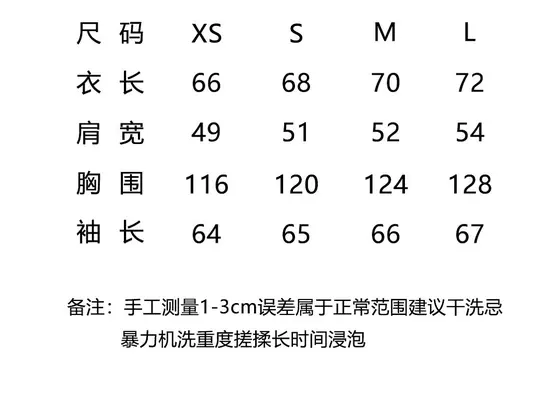 尺 码 XS S M L
衣 长 66 68 70 72
肩 宽 49 51 52 54
胸 围 116 120 124 128
袖 长 64 65 66 67
备注：手工测量1-3cm误差属于正常范围建议干洗忌
暴力机洗重度搓揉长时间浸泡